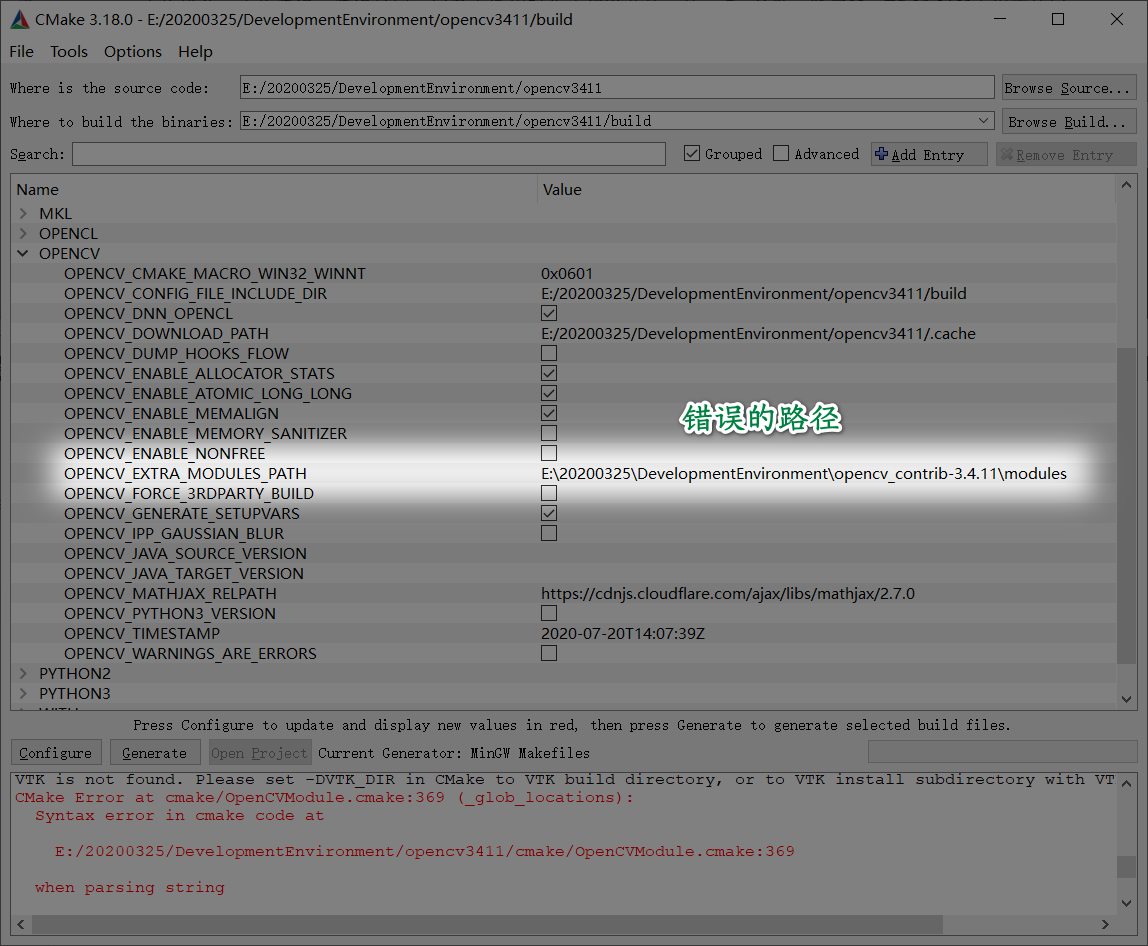 CMake 3.18.0 - E:/20200325/DevelopmentEnvironment/opencv3411/build
File Tools Options Help
Where is the source code: E:/20200325/DevelopmentEnvironment/opencv3411 Browse Source...
Where to build the binaries: E:/20200325/DevelopmentEnvironment/opencv3411/build Browse Build...
Search: Grouped Advanced Add Entry Remove Entry
Name Value
MKL
OPENCL
OPENCV
OPENCV_CMAKE_MACRO_WIN32_WINNT 0x0601
OPENCV_CONFIG_FILE_INCLUDE_DIR E:/20200325/DevelopmentEnvironment/opencv3411/build
OPENCV_DNN_OPENCL
OPENCV_DOWNLOAD_PATH E:/20200325/DevelopmentEnvironment/opencv3411/.cache
OPENCV_DUMP_HOOKS_FLOW
OPENCV_ENABLE_ALLOCATOR_STATS
OPENCV_ENABLE_ATOMIC_LONG_LONG
OPENCV_ENABLE_MEMALIGN
错误的路径
OPENCV_ENABLE_MEMORY_SANITIZER
OPENCV_ENABLE_NONFREE
OPENCV_EXTRA_MODULES_PATH E:\20200325\DevelopmentEnvironment\opencv_contrib-3.4.11\modules
OPENCV_FORCE_3RDPARTY_BUILD
OPENCV_GENERATE_SETUPVARS
OPENCV_IPP_GAUSSIAN_BLUR
OPENCV_JAVA_SOURCE_VERSION
OPENCV_JAVA_TARGET_VERSION
OPENCV_MATHJAX_RELPATH https://cdnjs.cloudflare.com/ajax/libs/mathjax/2.7.0
OPENCV_PYTHON3_VERSION
OPENCV_TIMESTAMP 2020-07-20T14:07:39Z
OPENCV_WARNINGS_ARE_ERRORS
PYTHON2
PYTHON3
WITH
Press Configure to update and display new values in red, then press Generate to generate selected build files.
Configure Generate Open Project Current Generator: MinGW Makefiles
VTK is not found. Please set -DVTK_DIR in CMake to VTK build directory, or to VTK install subdirectory with VT
CMake Error at cmake/OpenCVModule.cmake:369 (_glob_locations):
Syntax error in cmake code at
E:/20200325/DevelopmentEnvironment/opencv3411/cmake/OpenCVModule.cmake:369
when parsing string